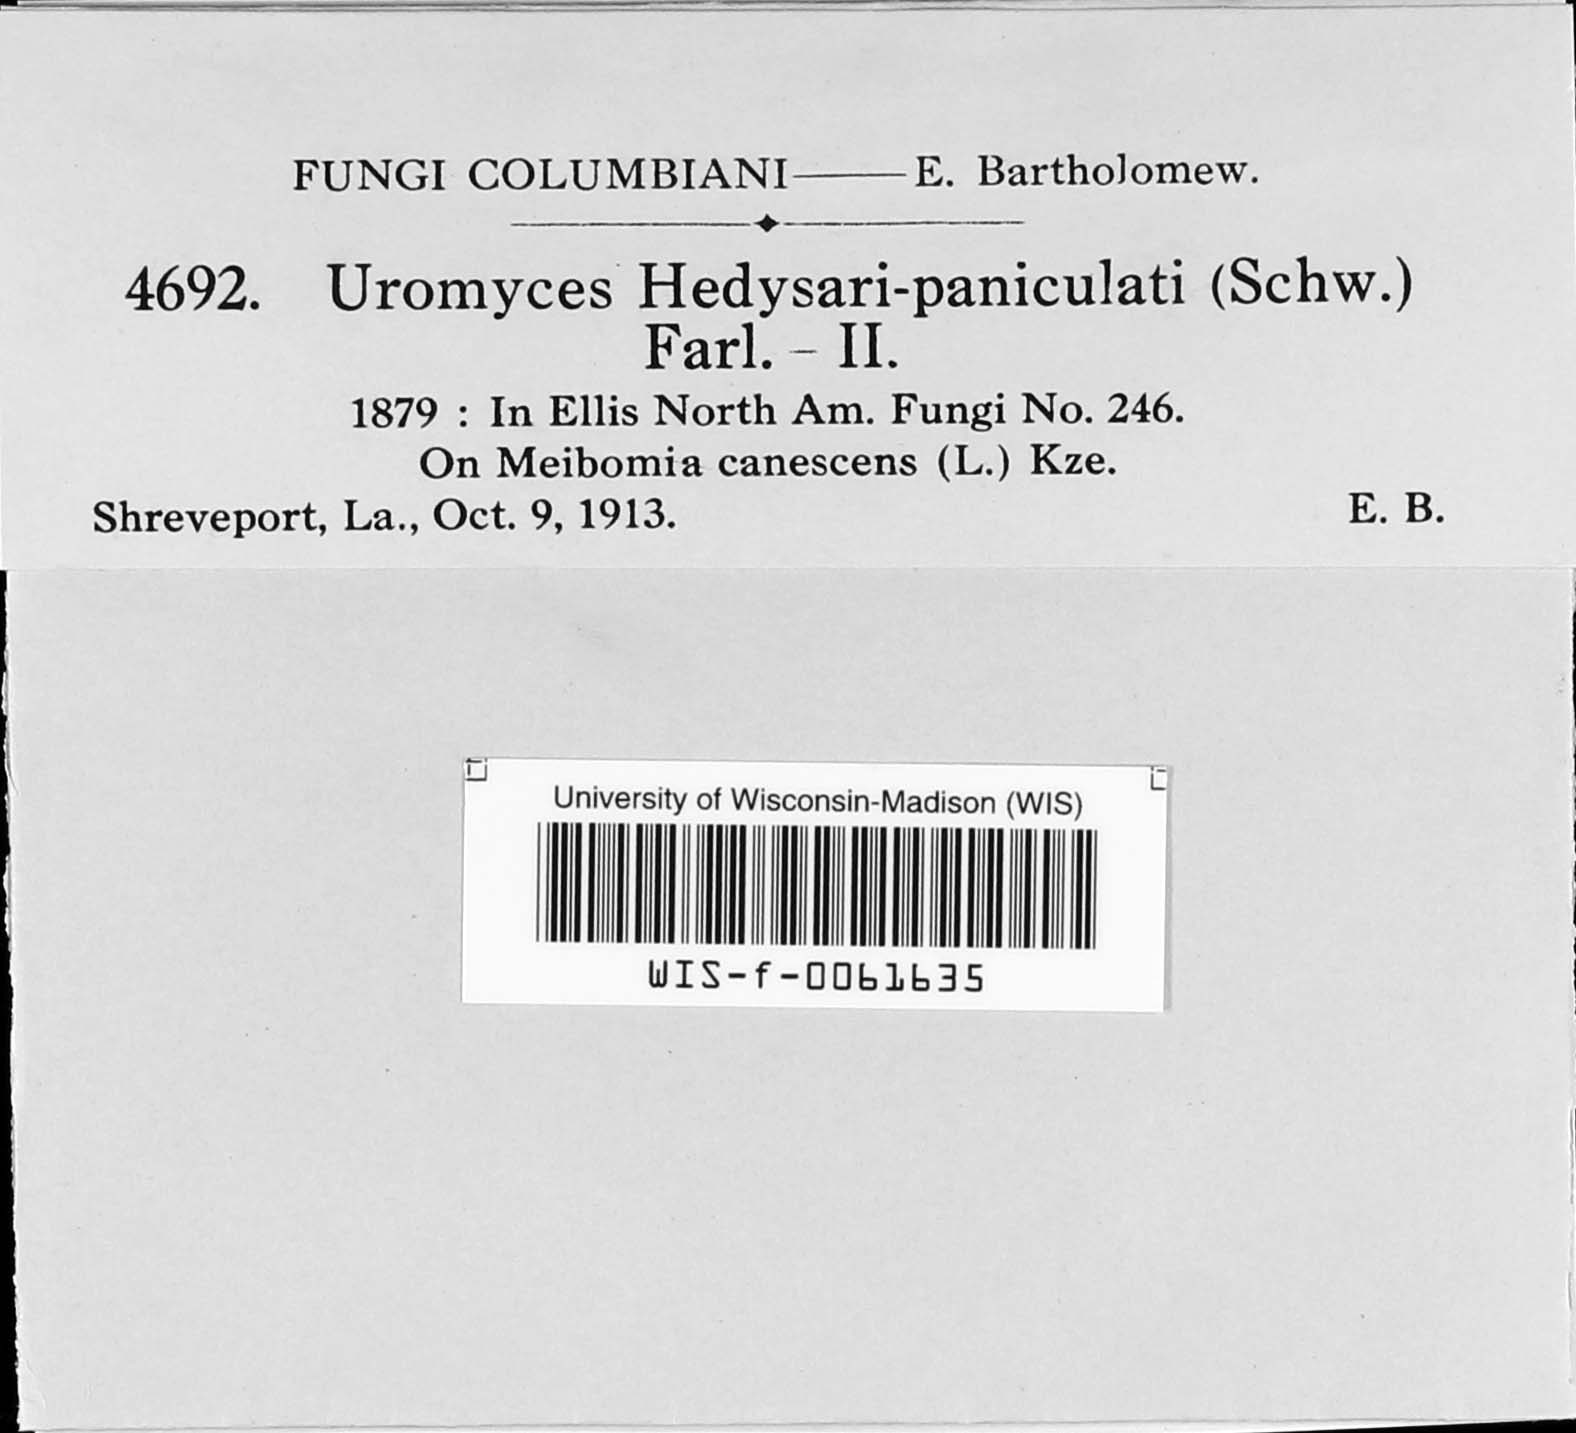 FUNGI COLUMBIANI—E. Bartholomew.
4692. Uromyces Hedysari-paniculati (Schw.)
Farl. – II.
1879 : In Ellis North Am. Fungi No. 246.
On Meibomia canescens (L.) Kze.
Shreveport, La., Oct. 9, 1913. E. B.
University of Wisconsin-Madison (WIS)
WIS-f-0061635